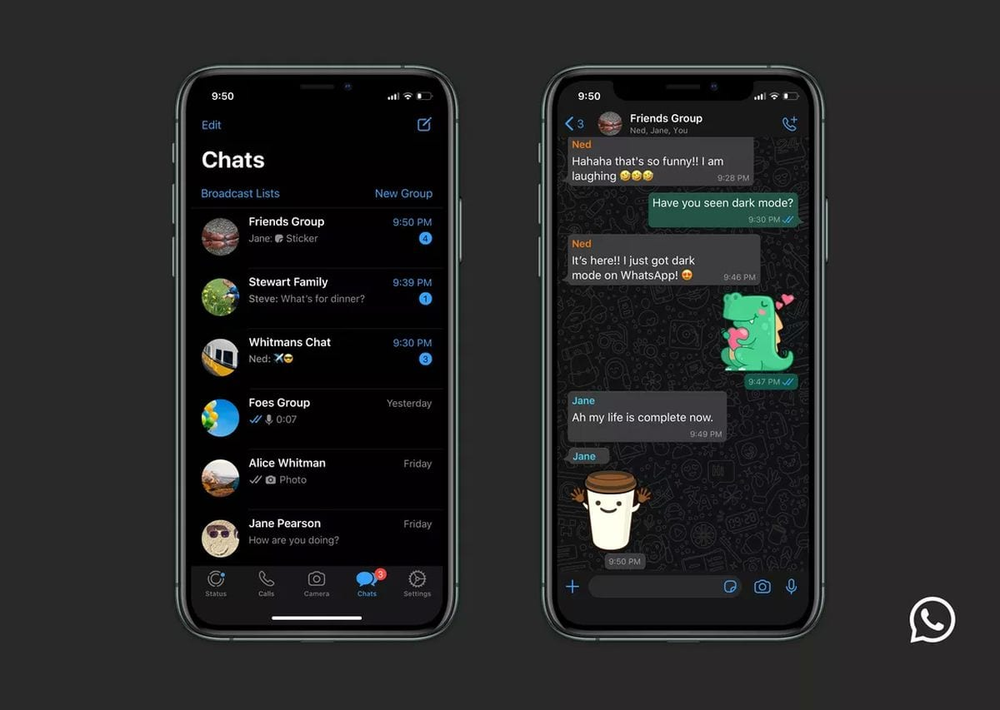 9:50
Edit
Chats
Broadcast Lists New Group
Friends Group 9:50 PM
Jane: Sticker 4
Stewart Family 9:39 PM
Steve: What's for dinner? 1
Whitmans Chat 9:30 PM
Ned: ✈️😎 3
Foes Group Yesterday
0:07
Alice Whitman Friday
Photo
Jane Pearson Friday
How are you doing?
3
Status Calls Camera Chats Settings
9:50
3 Friends Group
Ned, Jane, You
Ned
Hahaha that's so funny!! I am
laughing 🤣🤣🤣 9:28 PM
Have you seen dark mode?
9:30 PM
Ned
It's here!! I just got dark
mode on WhatsApp! 😍 9:46 PM
9:47 PM
Jane
Ah my life is complete now.
9:49 PM
Jane
9:50 PM